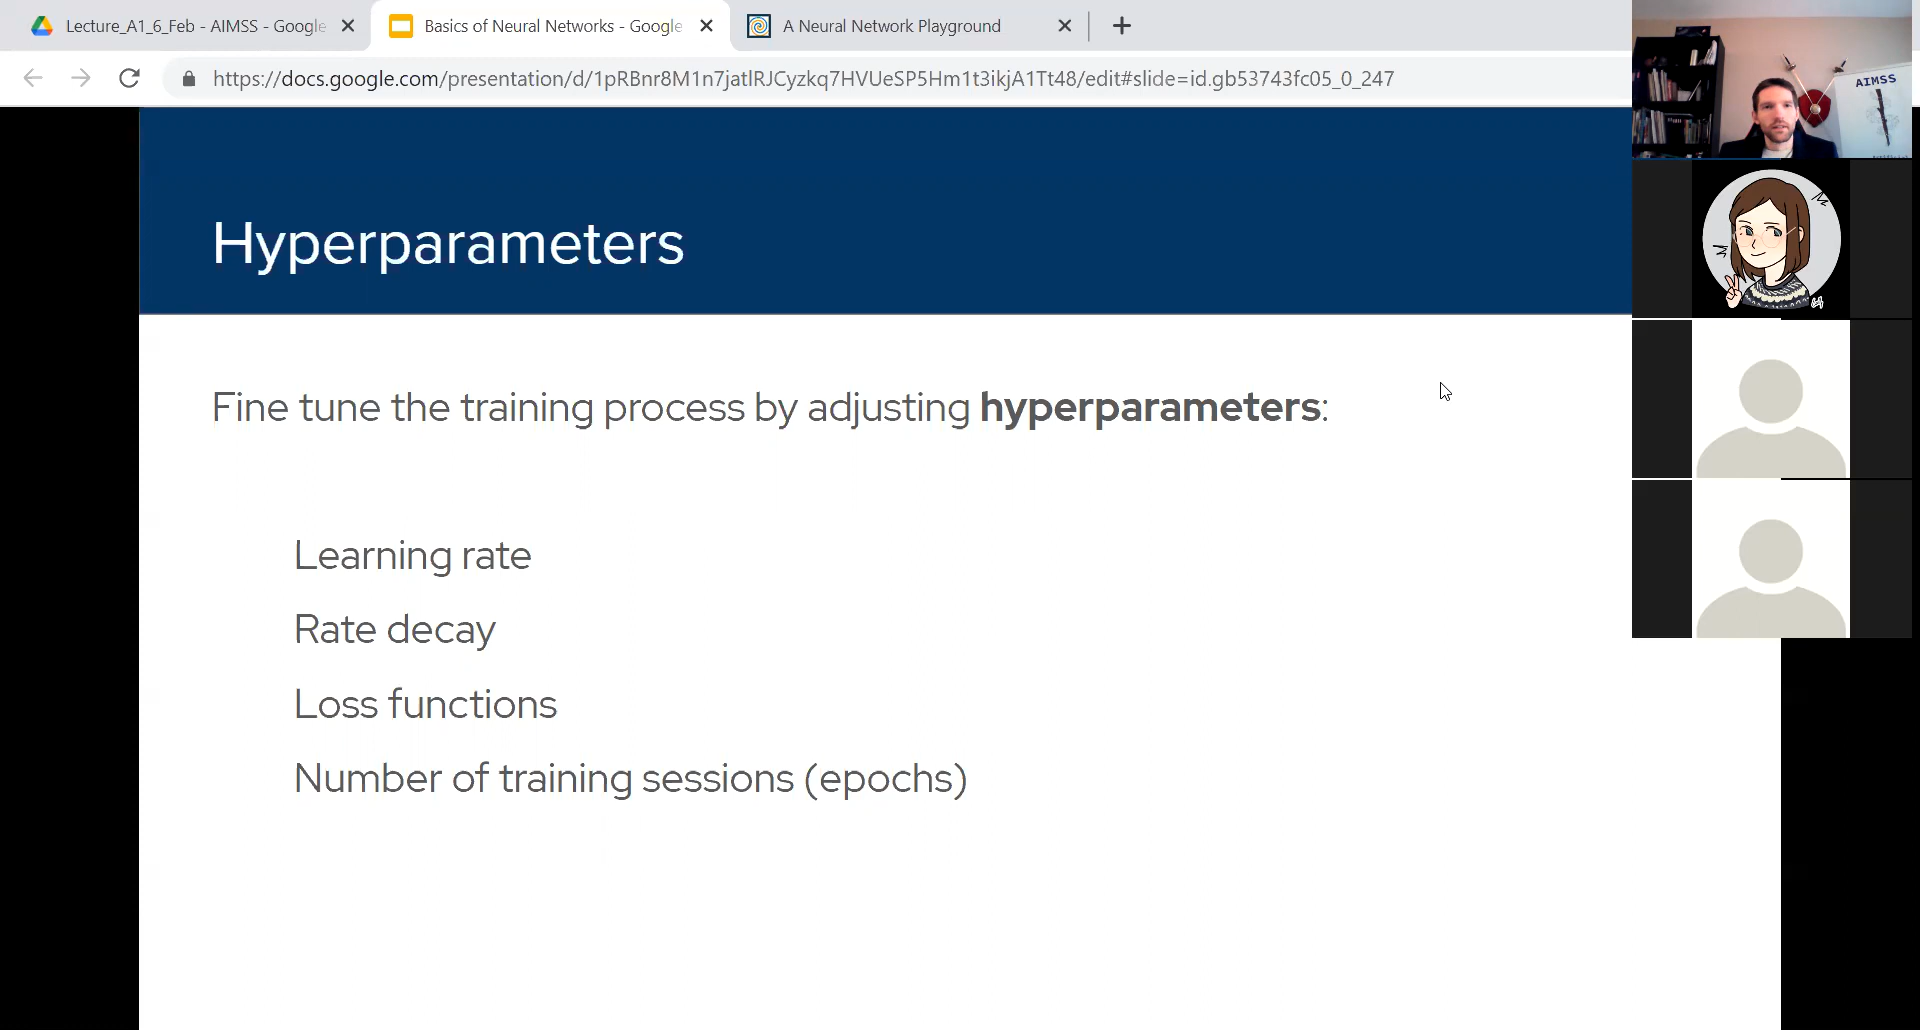 Lecture_A1_6_Feb - AIMSS - Google
Basics of Neural Networks - Google
A Neural Network Playground
https://docs.google.com/presentation/d/1pRBnr8M1n7jatlRJCyzkq7HVUeSP5Hm1t3ikjA1Tt48/edit#slide=id.gb53743fc05_0_247
AIMSS
Hyperparameters
Fine tune the training process by adjusting hyperparameters:
Learning rate
Rate decay
Loss functions
Number of training sessions (epochs)